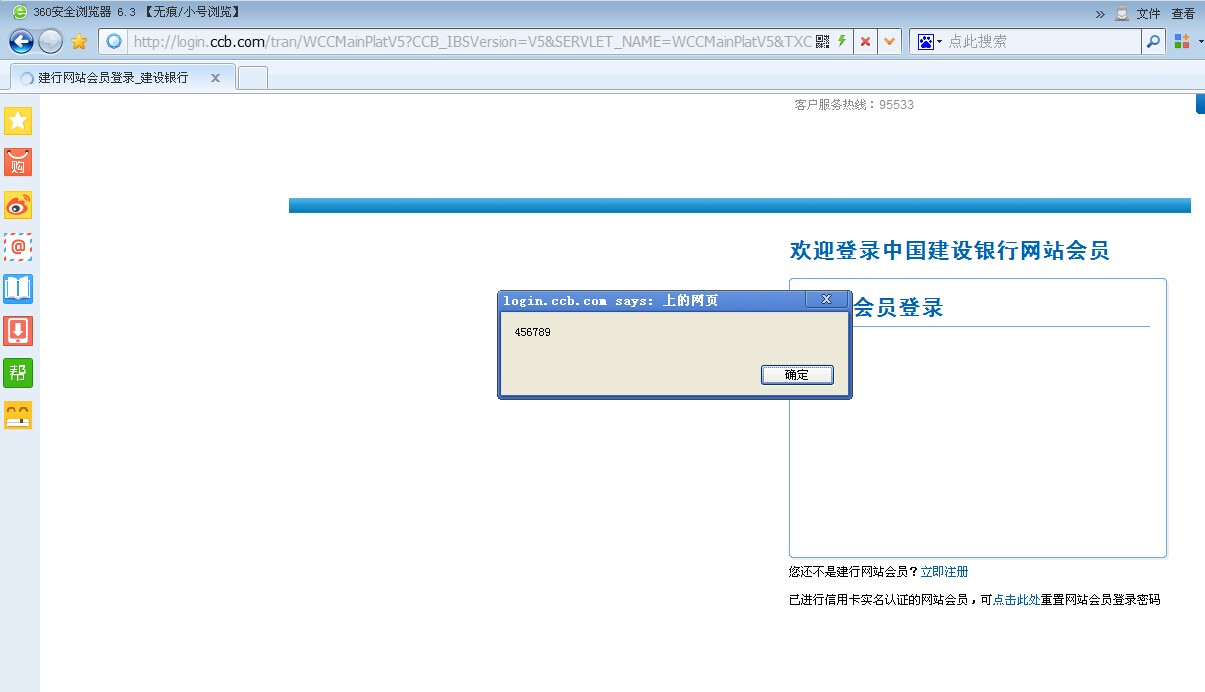 360安全浏览器 6.3 【无痕/小号浏览】
» 文件 查看
http://login.ccb.com/tran/WCCMainPlatV5?CCB_IBSVersion=V5&SERVLET_NAME=WCCMainPlatV5&TXC
点此搜索
建行网站会员登录_建设银行
客户服务热线：95533
购
欢迎登录中国建设银行网站会员
login.ccb.com says: 上的网页
会员登录
456789
确定
帮
您还不是建行网站会员？立即注册
已进行信用卡实名认证的网站会员，可点击此处重置网站会员登录密码